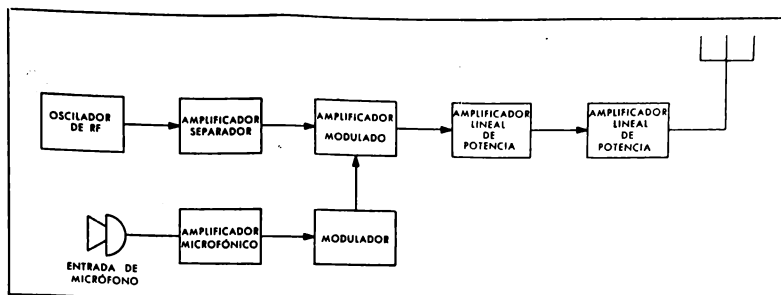 OSCILADOR
DE RF
AMPLIFICADOR
SEPARADOR
AMPLIFICADOR
MODULADO
AMPLIFICADOR
LINEAL
DE
POTENCIA
AMPLIFICADOR
LINEAL
DE
POTENCIA
ENTRADA DE
MICRÓFONO
AMPLIFICADOR
MICROFÓNICO
MODULADOR